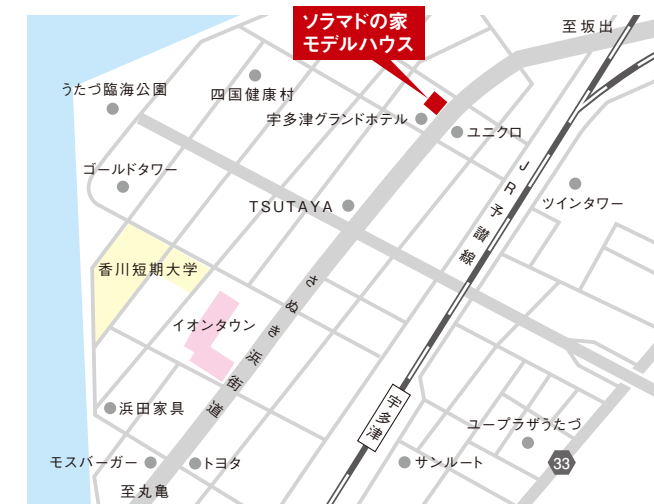 ソラマドの家
モデルハウス
至坂出
うたづ臨海公園
四国健康村
宇多津グランドホテル
ユニクロ
ゴールドタワー
JR予讃線
ツインタワー
TSUTAYA
香川短期大学
さぬき浜街道
イオンタウン
宇多津
浜田家具
ユープラザうたづ
モスバーガー
トヨタ
サンルート
33
至丸亀